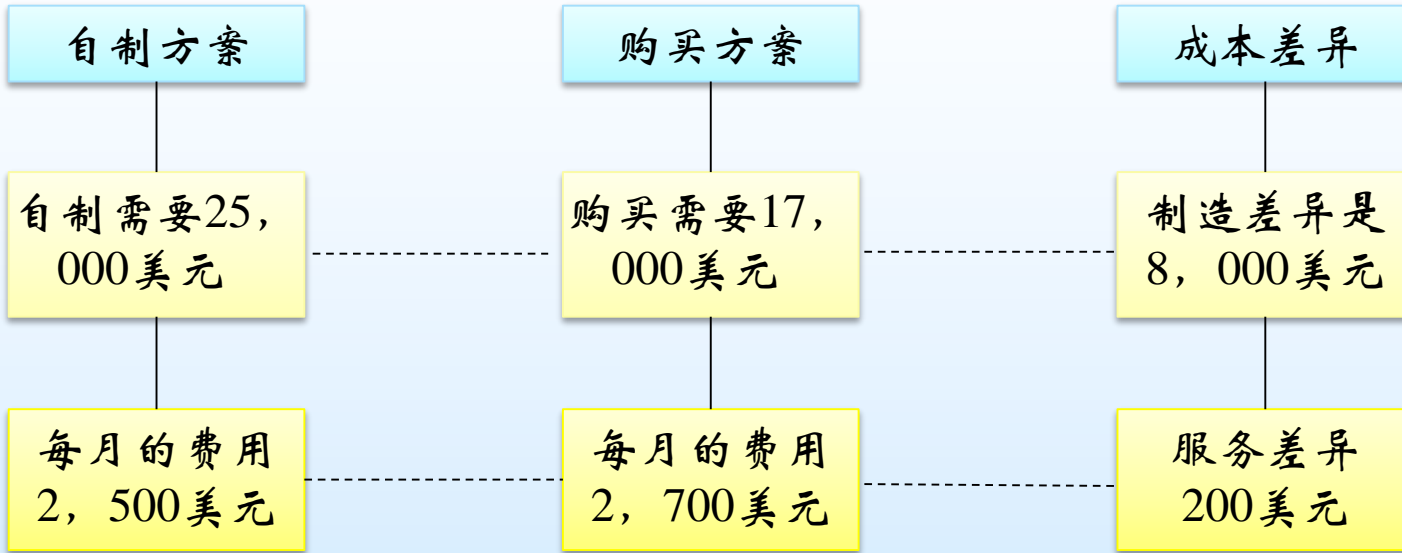 自制方案
购买方案
成本差异
自制需要25，
000美元
购买需要17，
000美元
制造差异是
8，000美元
每月的费用
2，500美元
每月的费用
2，700美元
服务差异
200美元